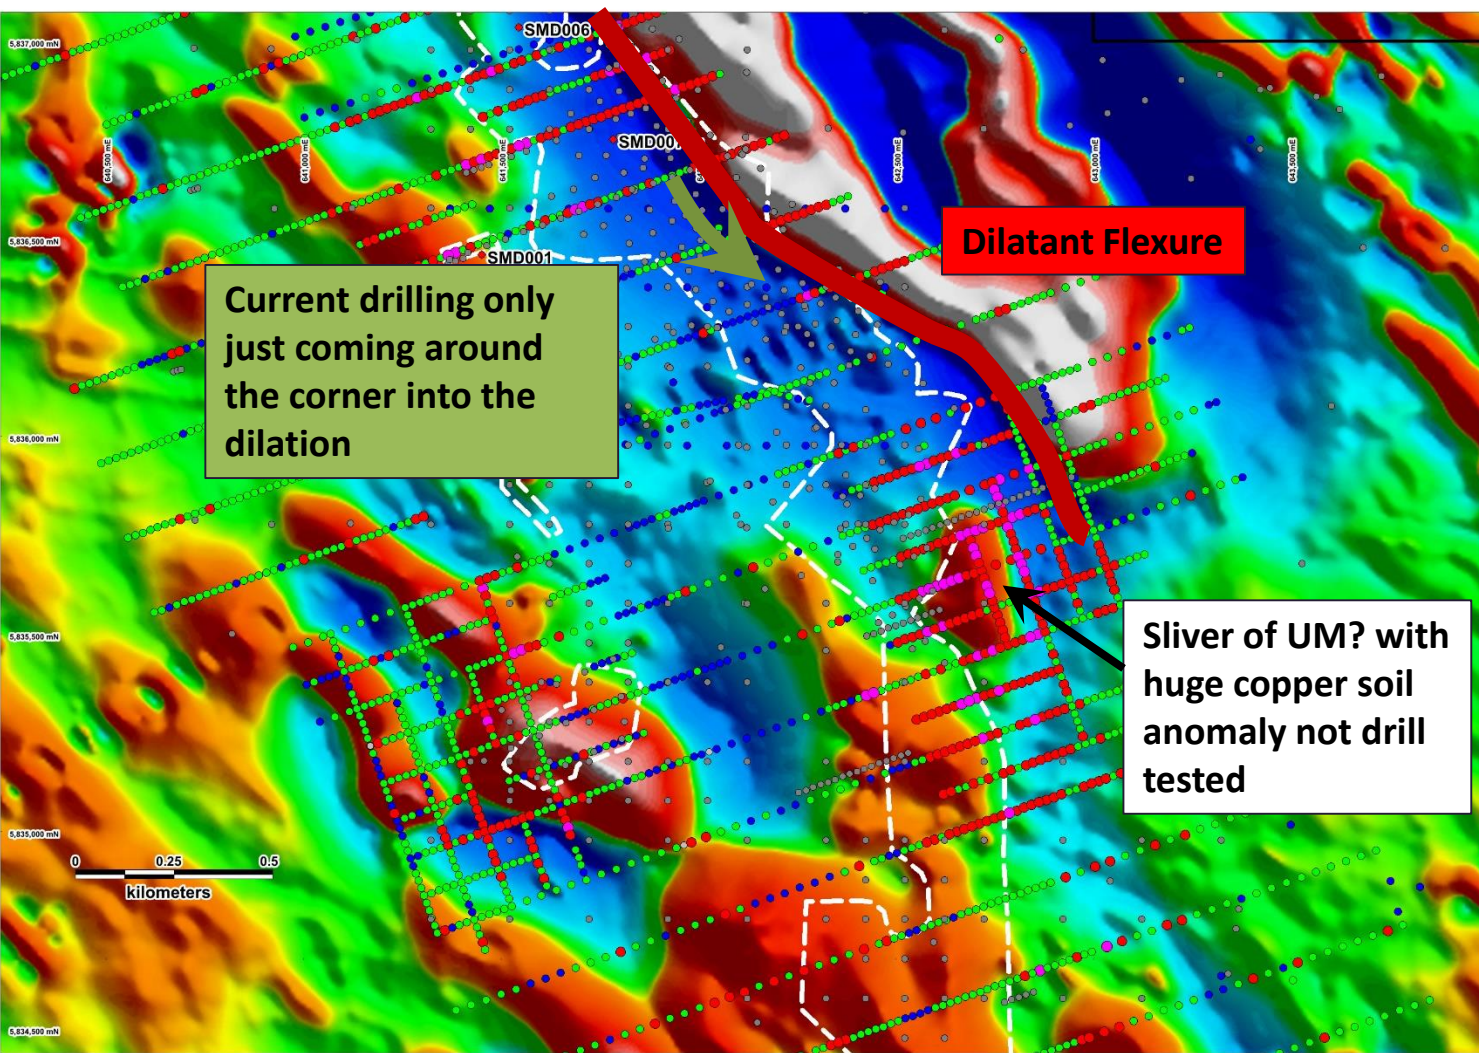 SMD006
5,837,000 mN
SMD007
640,500 mE
641,000 mE
641,500 mE
642,500 mE
643,000 mE
643,500 mE
Dilatant Flexure
5,836,500 mN
SMD001
Current drilling only
just coming around
the corner into the
dilation
5,836,000 mN
5,835,500 mN
Sliver of UM? with
huge copper soil
anomaly not drill
tested
5,835,000 mN
0 0.25 0.5
kilometers
5,834,500 mN